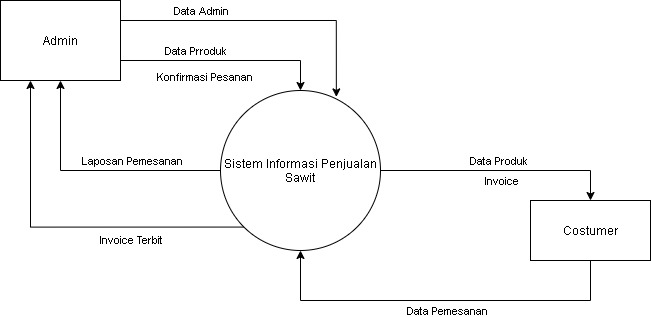 Data Admin
Admin
Data Prroduk
Konfirmasi Pesanan
Laposan Pemesanan
Sistem Informasi Penjualan
Sawit
Data Produk
Invoice
Costumer
Invoice Terbit
Data Pemesanan